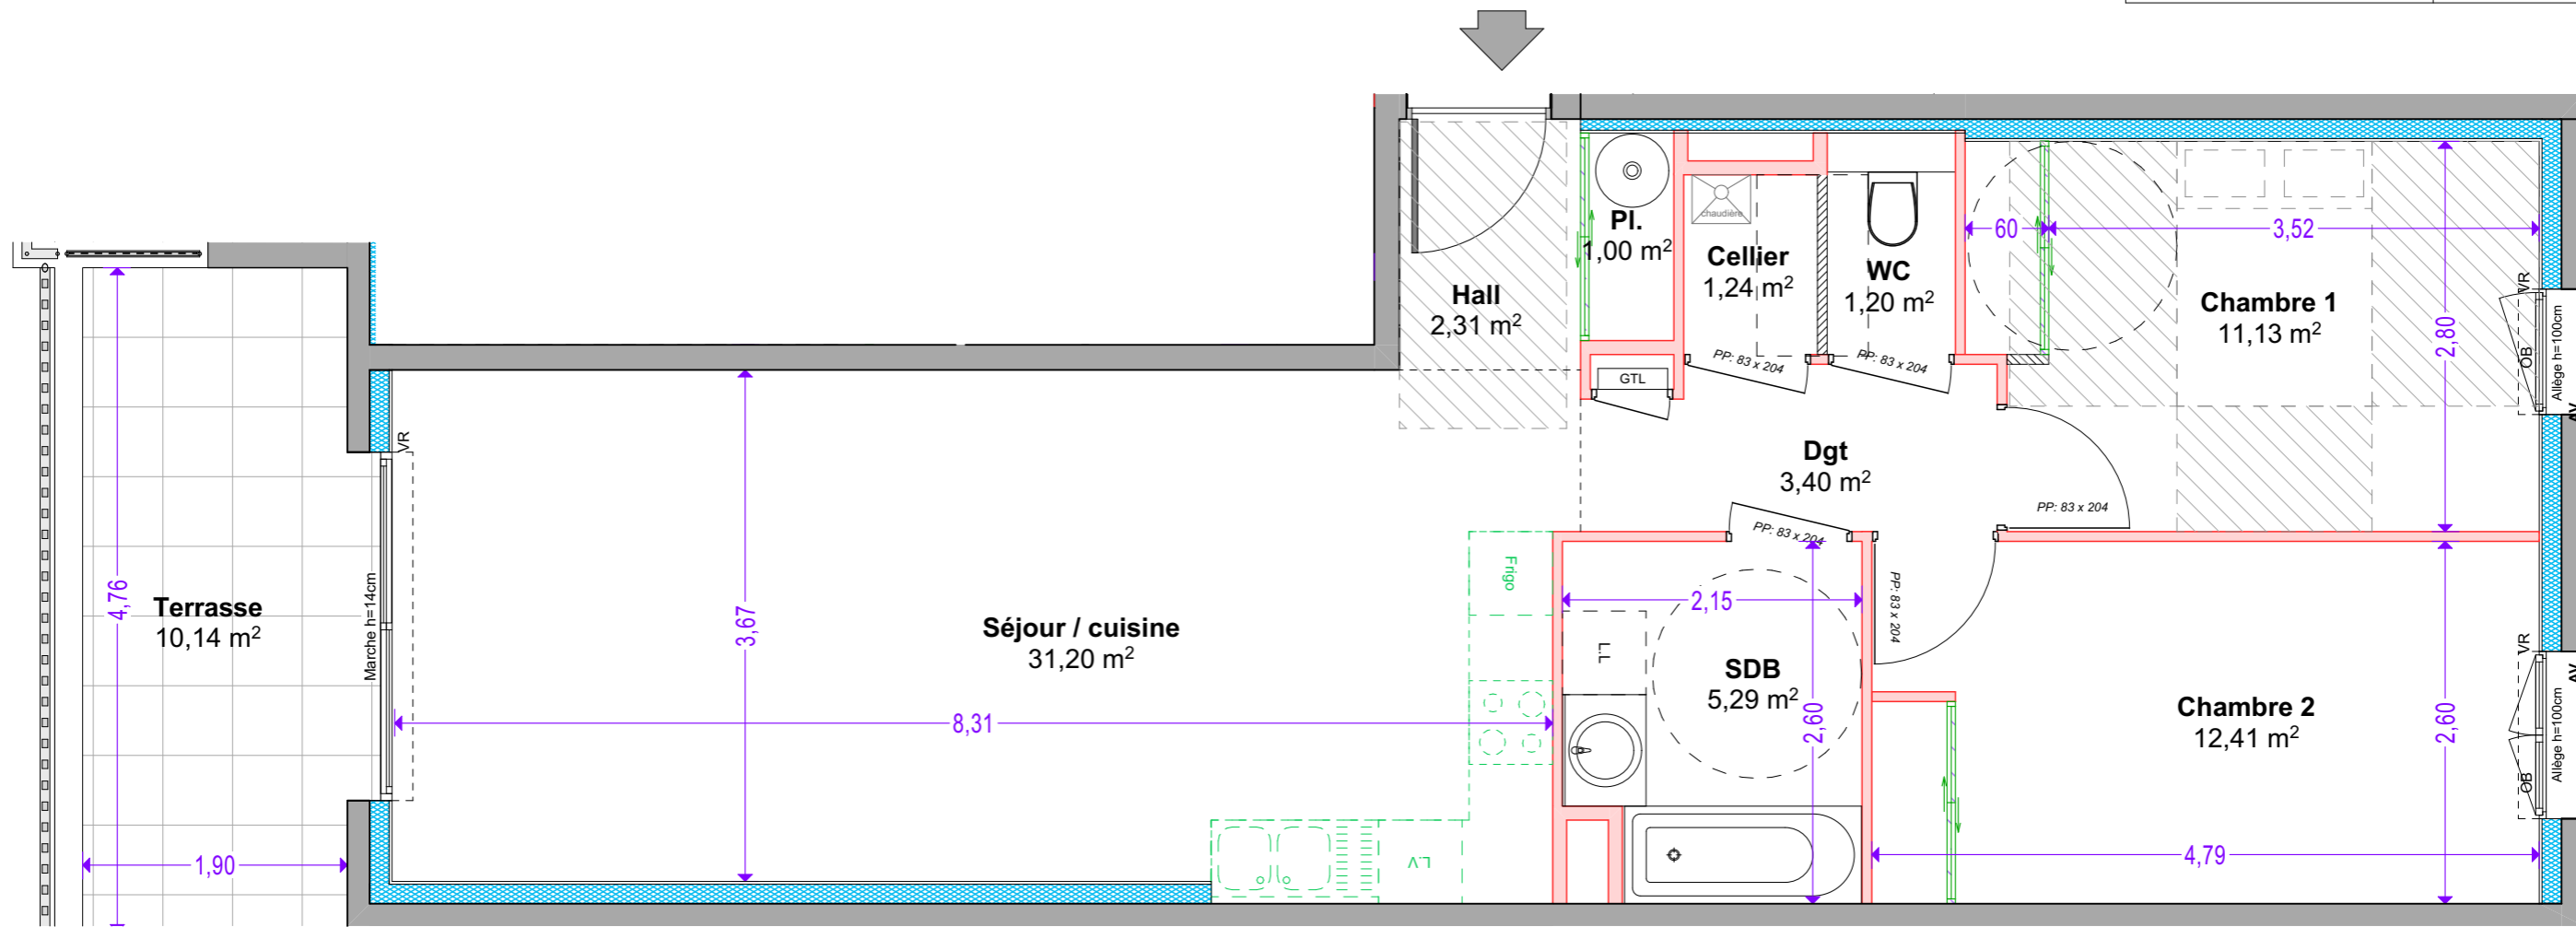 Pl.
1,00 m²
chaudière
Cellier
1,24 m²
WC
1,20 m²
60
3,52
Hall
2,31 m²
Chambre 1
11,13 m²
2,80
VR
OB
Allège h=100cm
AV
PP: 83 x 204
PP: 83 x 204
GTL
VR
Dgt
3,40 m²
PP: 83 x 204
PP: 83 x 204
Frigo
PP: 83 x 204
4,76
Terrasse
10,14 m²
Marche h=14cm
3,67
Séjour / cuisine
31,20 m²
2,15
L.L
SDB
5,29 m²
2,60
Chambre 2
12,41 m²
2,60
VR
OB
Allège h=100cm
AV
8,31
1,90
L.V
4,79